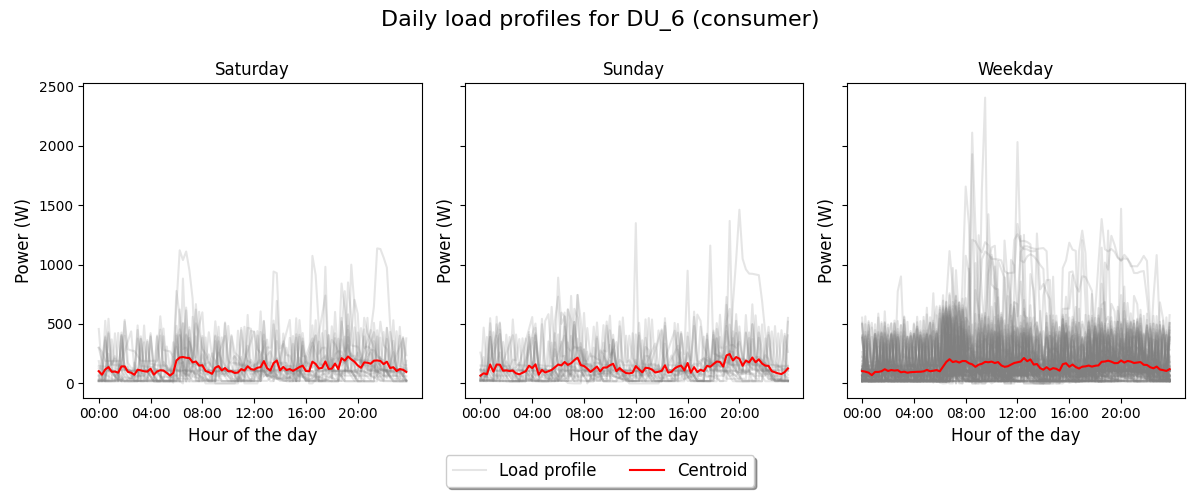 Daily load profiles for DU_6 (consumer)
Saturday
Sunday
Weekday
2500
2000
1500
1000
500
0
Power (W)
Power (W)
Power (W)
00:00 04:00 08:00 12:00 16:00 20:00
00:00 04:00 08:00 12:00 16:00 20:00
00:00 04:00 08:00 12:00 16:00 20:00
Hour of the day
Hour of the day
Hour of the day
Load profile
Centroid